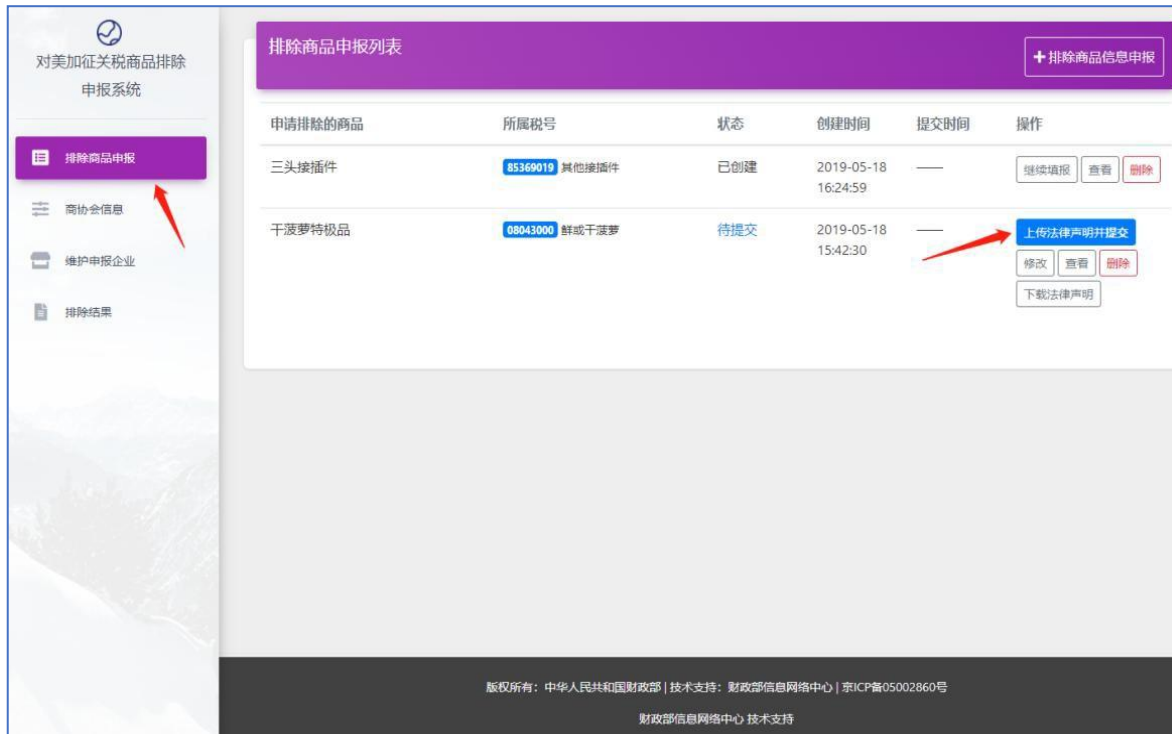 对美加征关税商品排除
申报系统
排除商品申报
商协会信息
维护申报企业
排除结果
排除商品申报列表
+排除商品信息申报
申请排除的商品 所属税号 状态 创建时间 提交时间 操作
三头接插件 85369019 其他接插件 已创建 2019-05-18 —— 继续填报 查看 删除
16:24:59
干菠萝特极品 08043000 鲜或干菠萝 待提交 2019-05-18 —— 上传法律声明并提交
15:42:30
修改 查看 删除
下载法律声明
版权所有：中华人民共和国财政部 | 技术支持：财政部信息网络中心 | 京ICP备05002860号
财政部信息网络中心 技术支持